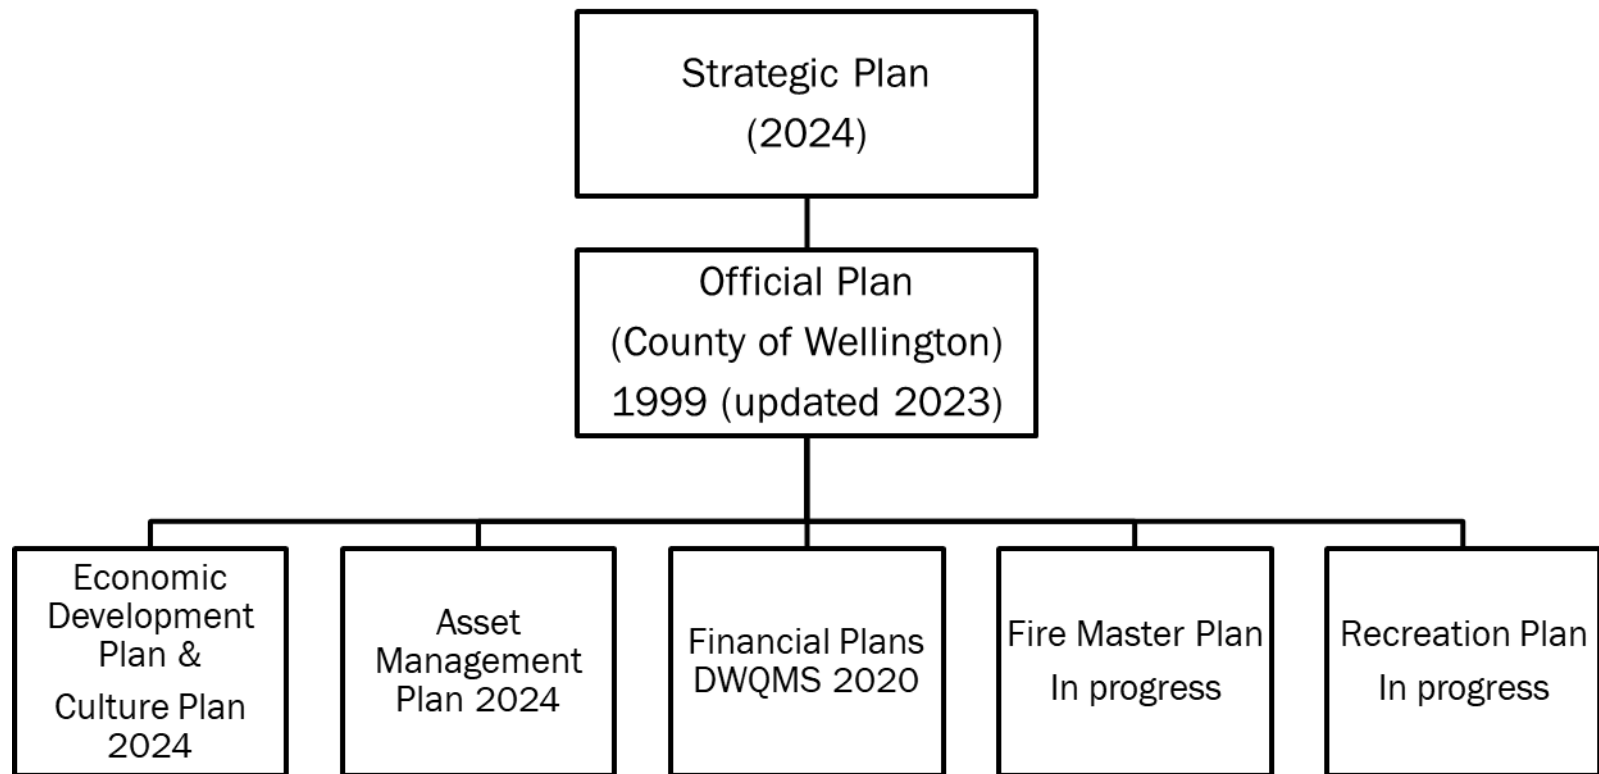 Strategic Plan
(2024)
Official Plan
(County of Wellington)
1999 (updated 2023)
Economic
Development
Plan &
Culture Plan
2024
Asset
Management
Plan 2024
Financial Plans
DWQMS 2020
Fire Master Plan
In progress
Recreation Plan
In progress